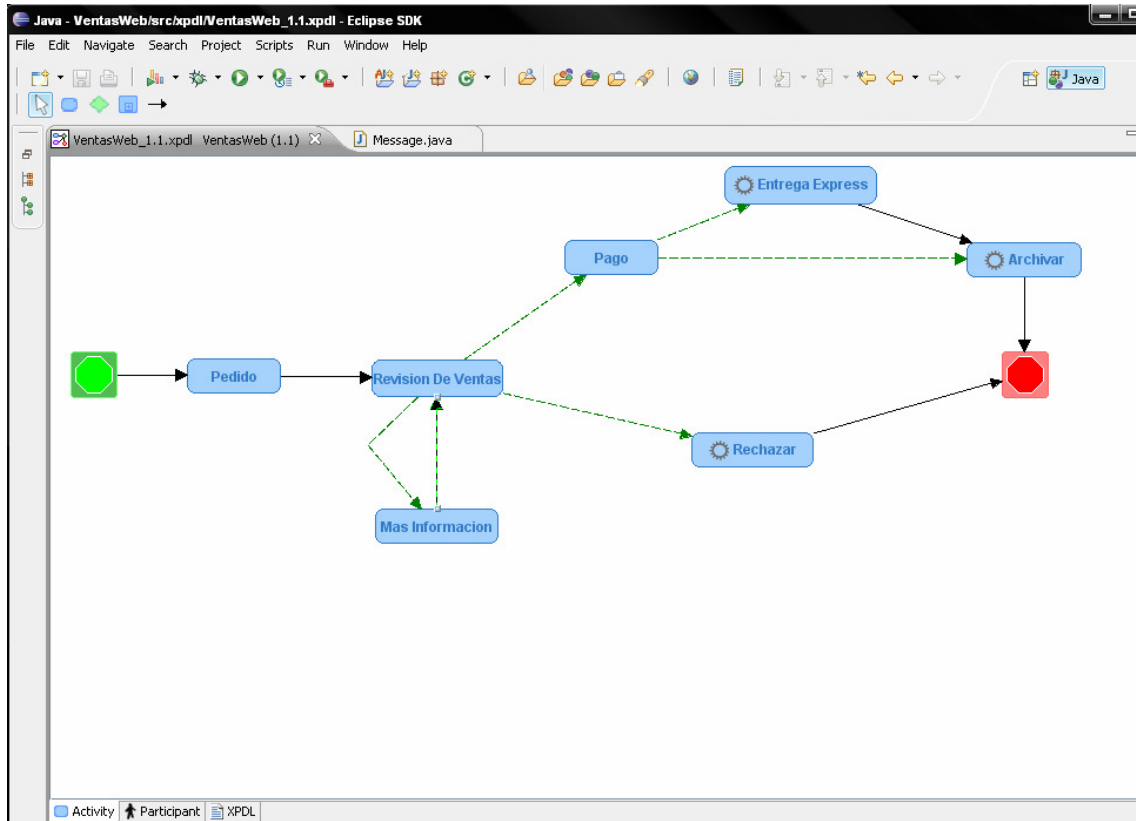 Java - VentasWeb/src/xpdl/VentasWeb_1.1.xpdl - Eclipse SDK
File Edit Navigate Search Project Scripts Run Window Help
Java
VentasWeb_1.1.xpdl VentasWeb (1.1)
Message.java
Entrega Express
Pago
Archivar
Pedido
Revision De Ventas
Rechazar
Mas Informacion
Activity Participant XPDL